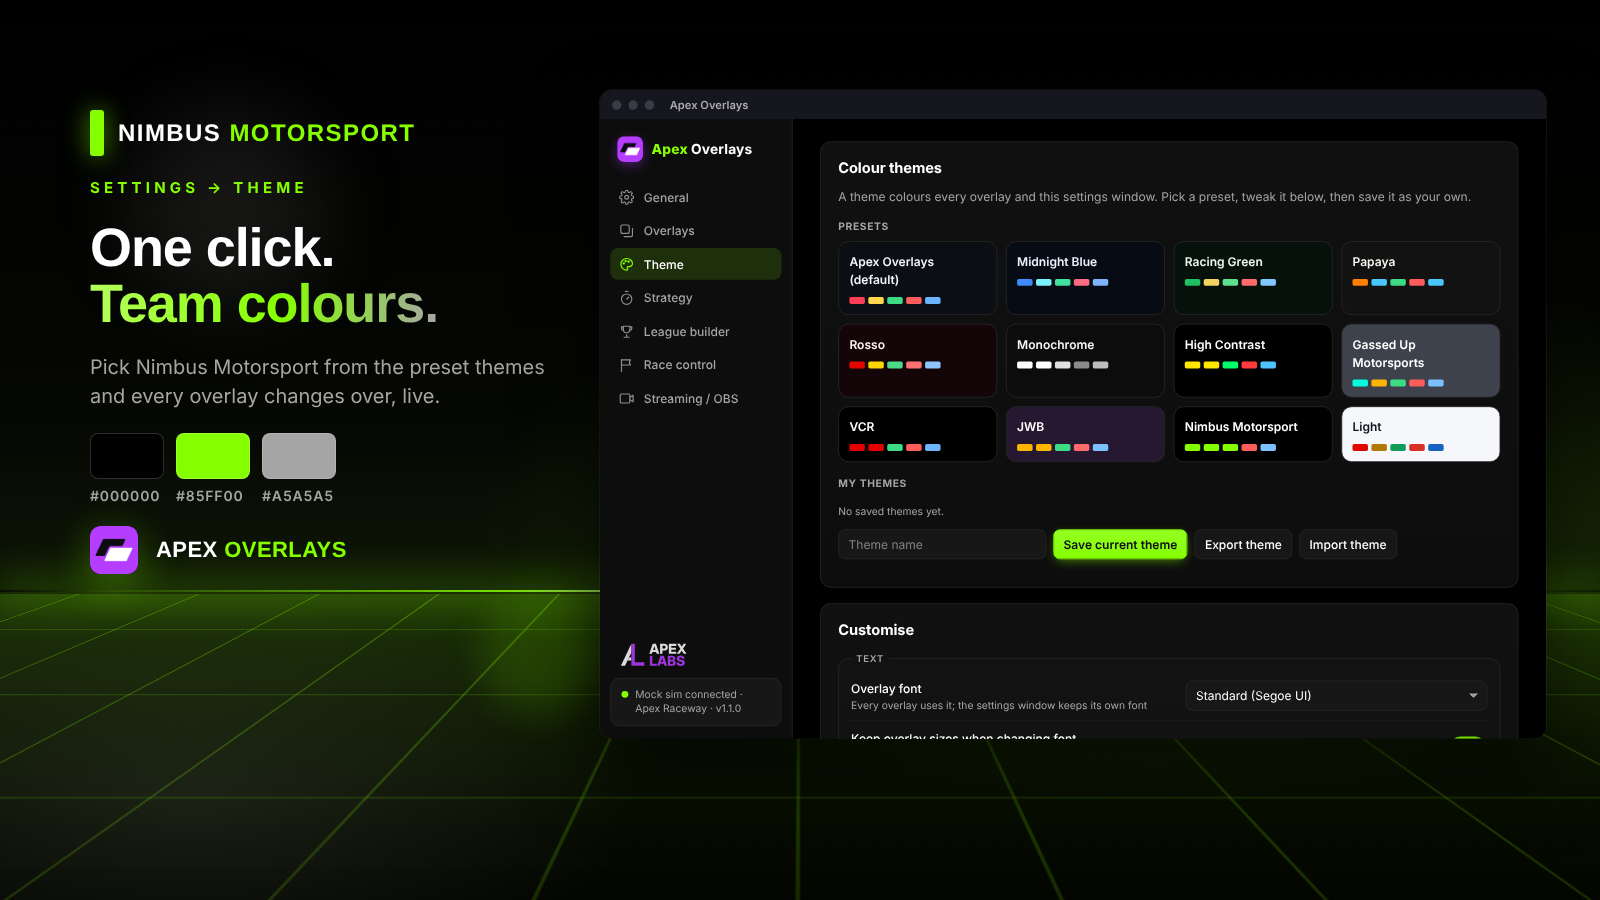 NIMBUS MOTORSPORT
SETTINGS → THEME
One click.
Team colours.
Pick Nimbus Motorsport from the preset themes
and every overlay changes over, live.
#000000 #85FF00 #A5A5A5
APEX OVERLAYS
Apex Overlays
Apex Overlays
General
Overlays
Theme
Strategy
League builder
Race control
Streaming / OBS
APEX
LABS
Mock sim connected ·
Apex Raceway · v1.1.0
Colour themes
A theme colours every overlay and this settings window. Pick a preset, tweak it below, then save it as your own.
PRESETS
Apex Overlays
(default)
Midnight Blue
Racing Green
Papaya
Rosso
Monochrome
High Contrast
Gassed Up
Motorsports
VCR
JWB
Nimbus Motorsport
Light
MY THEMES
No saved themes yet.
Theme name
Save current theme
Export theme
Import theme
Customise
TEXT
Overlay font
Every overlay uses it; the settings window keeps its own font
Standard (Segoe UI)
Keep overlay sizes when changing font